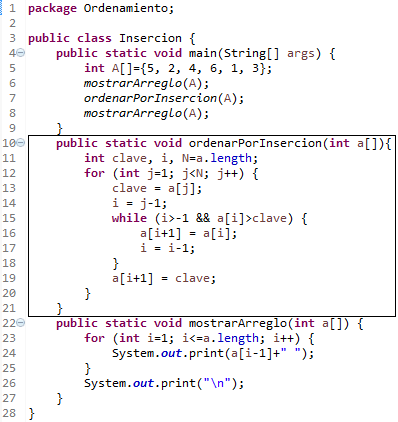 1 package Ordenamiento;
2
3 public class Insercion {
4 public static void main(String[] args) {
5 int A[]={5, 2, 4, 6, 1, 3};
6 mostrarArreglo(A);
7 ordenarPorInsercion(A);
8 mostrarArreglo(A);
9 }
10 public static void ordenarPorInsercion(int a[]){
11 int clave, i, N=a.length;
12 for (int j=1; j<N; j++) {
13 clave = a[j];
14 i = j-1;
15 while (i>-1 && a[i]>clave) {
16 a[i+1] = a[i];
17 i = i-1;
18 }
19 a[i+1] = clave;
20 }
21 }
22 public static void mostrarArreglo(int a[]) {
23 for (int i=1; i<=a.length; i++) {
24 System.out.print(a[i-1]+" ");
25 }
26 System.out.print("\n");
27 }
28 }